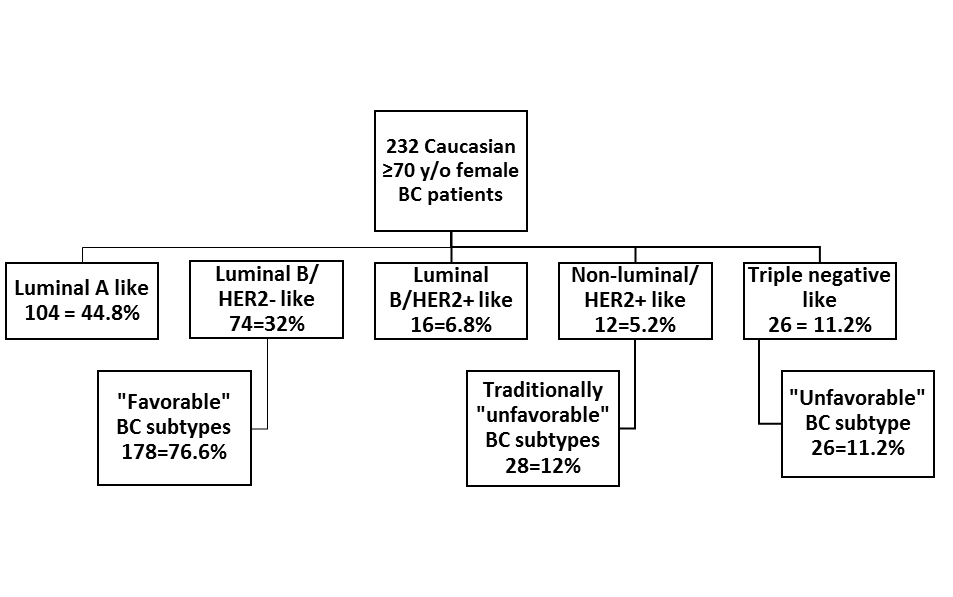 232 Caucasian
≥70 y/o female
BC patients
Luminal A like
104 = 44.8%
Luminal B/
HER2- like
74=32%
Luminal
B/HER2+ like
16=6.8%
Non-luminal/
HER2+ like
12=5.2%
Triple negative
like
26 = 11.2%
"Favorable"
BC subtypes
178=76.6%
Traditionally
"unfavorable"
BC subtypes
28=12%
"Unfavorable"
BC subtype
26=11.2%